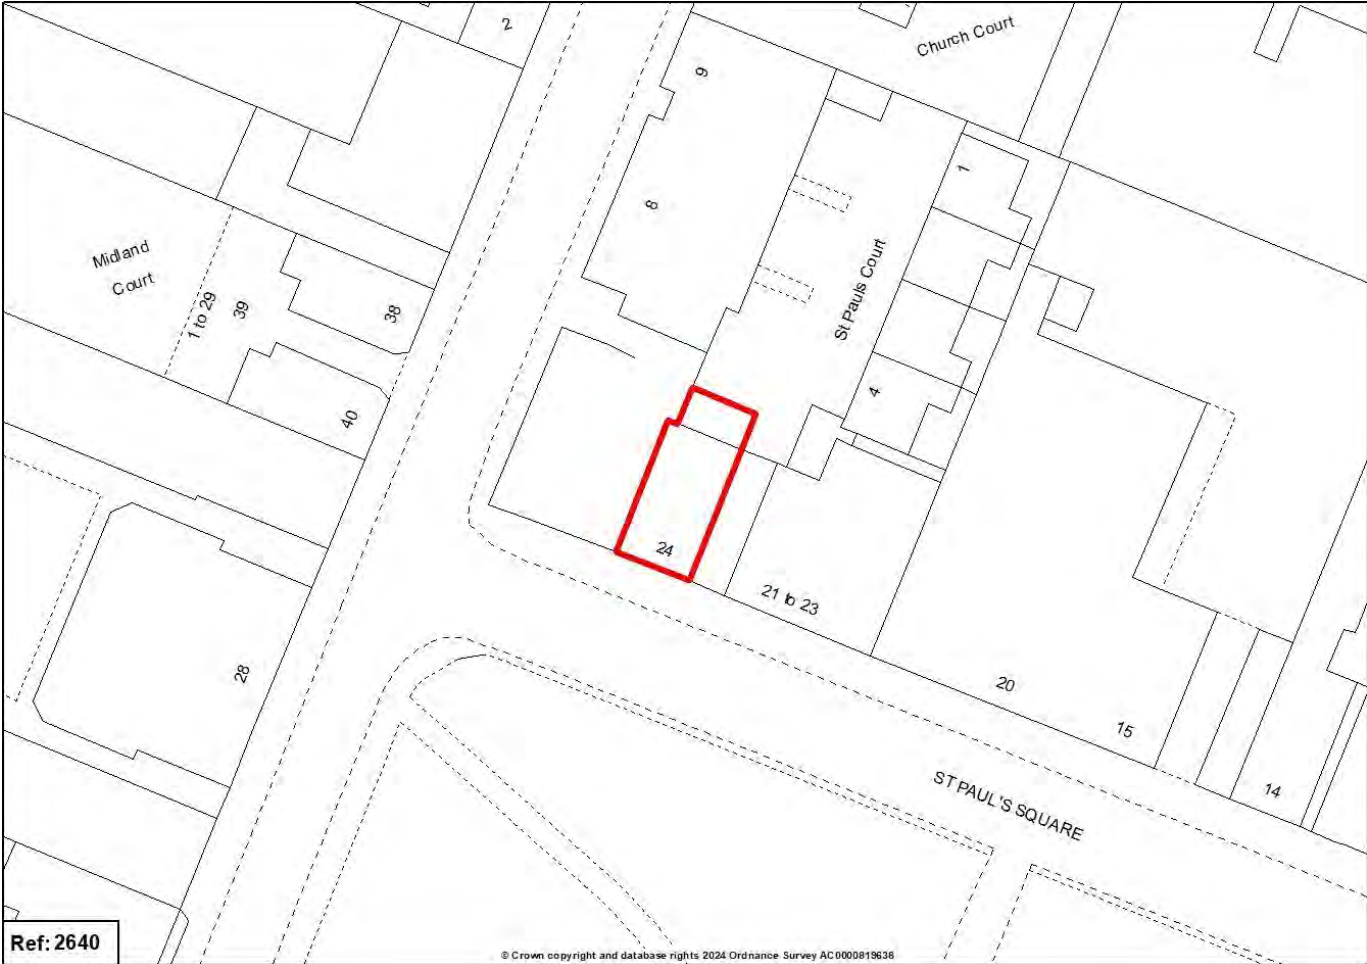 2
Church Court
9
8
1
Midland
Court
1 to 29
39
38
St Pauls Court
4
40
24
21 to 23
28
20
15
ST PAUL'S SQUARE
14
Ref: 2640
© Crown copyright and database rights 2024 Ordnance Survey AC0000819636